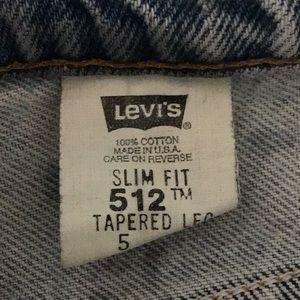 Levi's ®
100% COTTON
MADE IN U.S.A.
CARE ON REVERSE
SLIM FIT
512™
TAPERED LEG
5